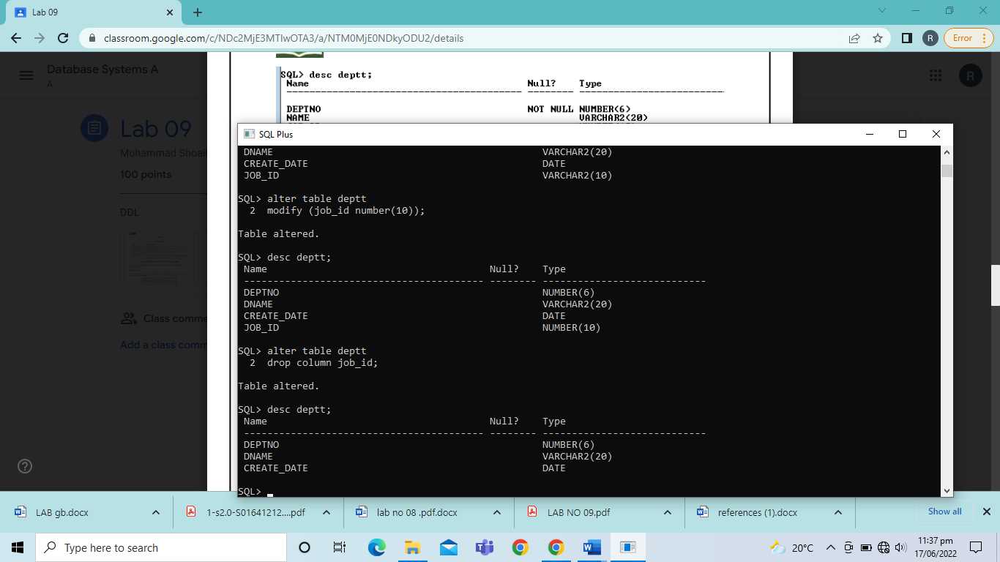 Lab 09
classroom.google.com/c/NDc2MjE3MTIwOTA3/a/NTM0MjE0NDkyODU2/details
R
Error
Database Systems A
A
R
Lab 09
Muhammad Shoai
100 points
DDL
Class comme
Add a class comm
SQL> desc deptt;
Name Null? Type
DEPTNO NOT NULL NUMBER(6)
NAME VARCHAR2(20)
SQL Plus
DNAME VARCHAR2(20)
CREATE_DATE DATE
JOB_ID VARCHAR2(10)
SQL> alter table deptt
2 modify (job_id number(10));
Table altered.
SQL> desc deptt;
Name Null? Type
----------------------------------------- -------- ----------------------------
DEPTNO NUMBER(6)
DNAME VARCHAR2(20)
CREATE_DATE DATE
JOB_ID NUMBER(10)
SQL> alter table deptt
2 drop column job_id;
Table altered.
SQL> desc deptt;
Name Null? Type
----------------------------------------- -------- ----------------------------
DEPTNO NUMBER(6)
DNAME VARCHAR2(20)
CREATE_DATE DATE
SQL>
LAB gb.docx
1-s2.0-S01641212....pdf
lab no 08 .pdf.docx
LAB NO 09.pdf
references (1).docx
Show all
Type here to search
20°C
11:37 pm
17/06/2022